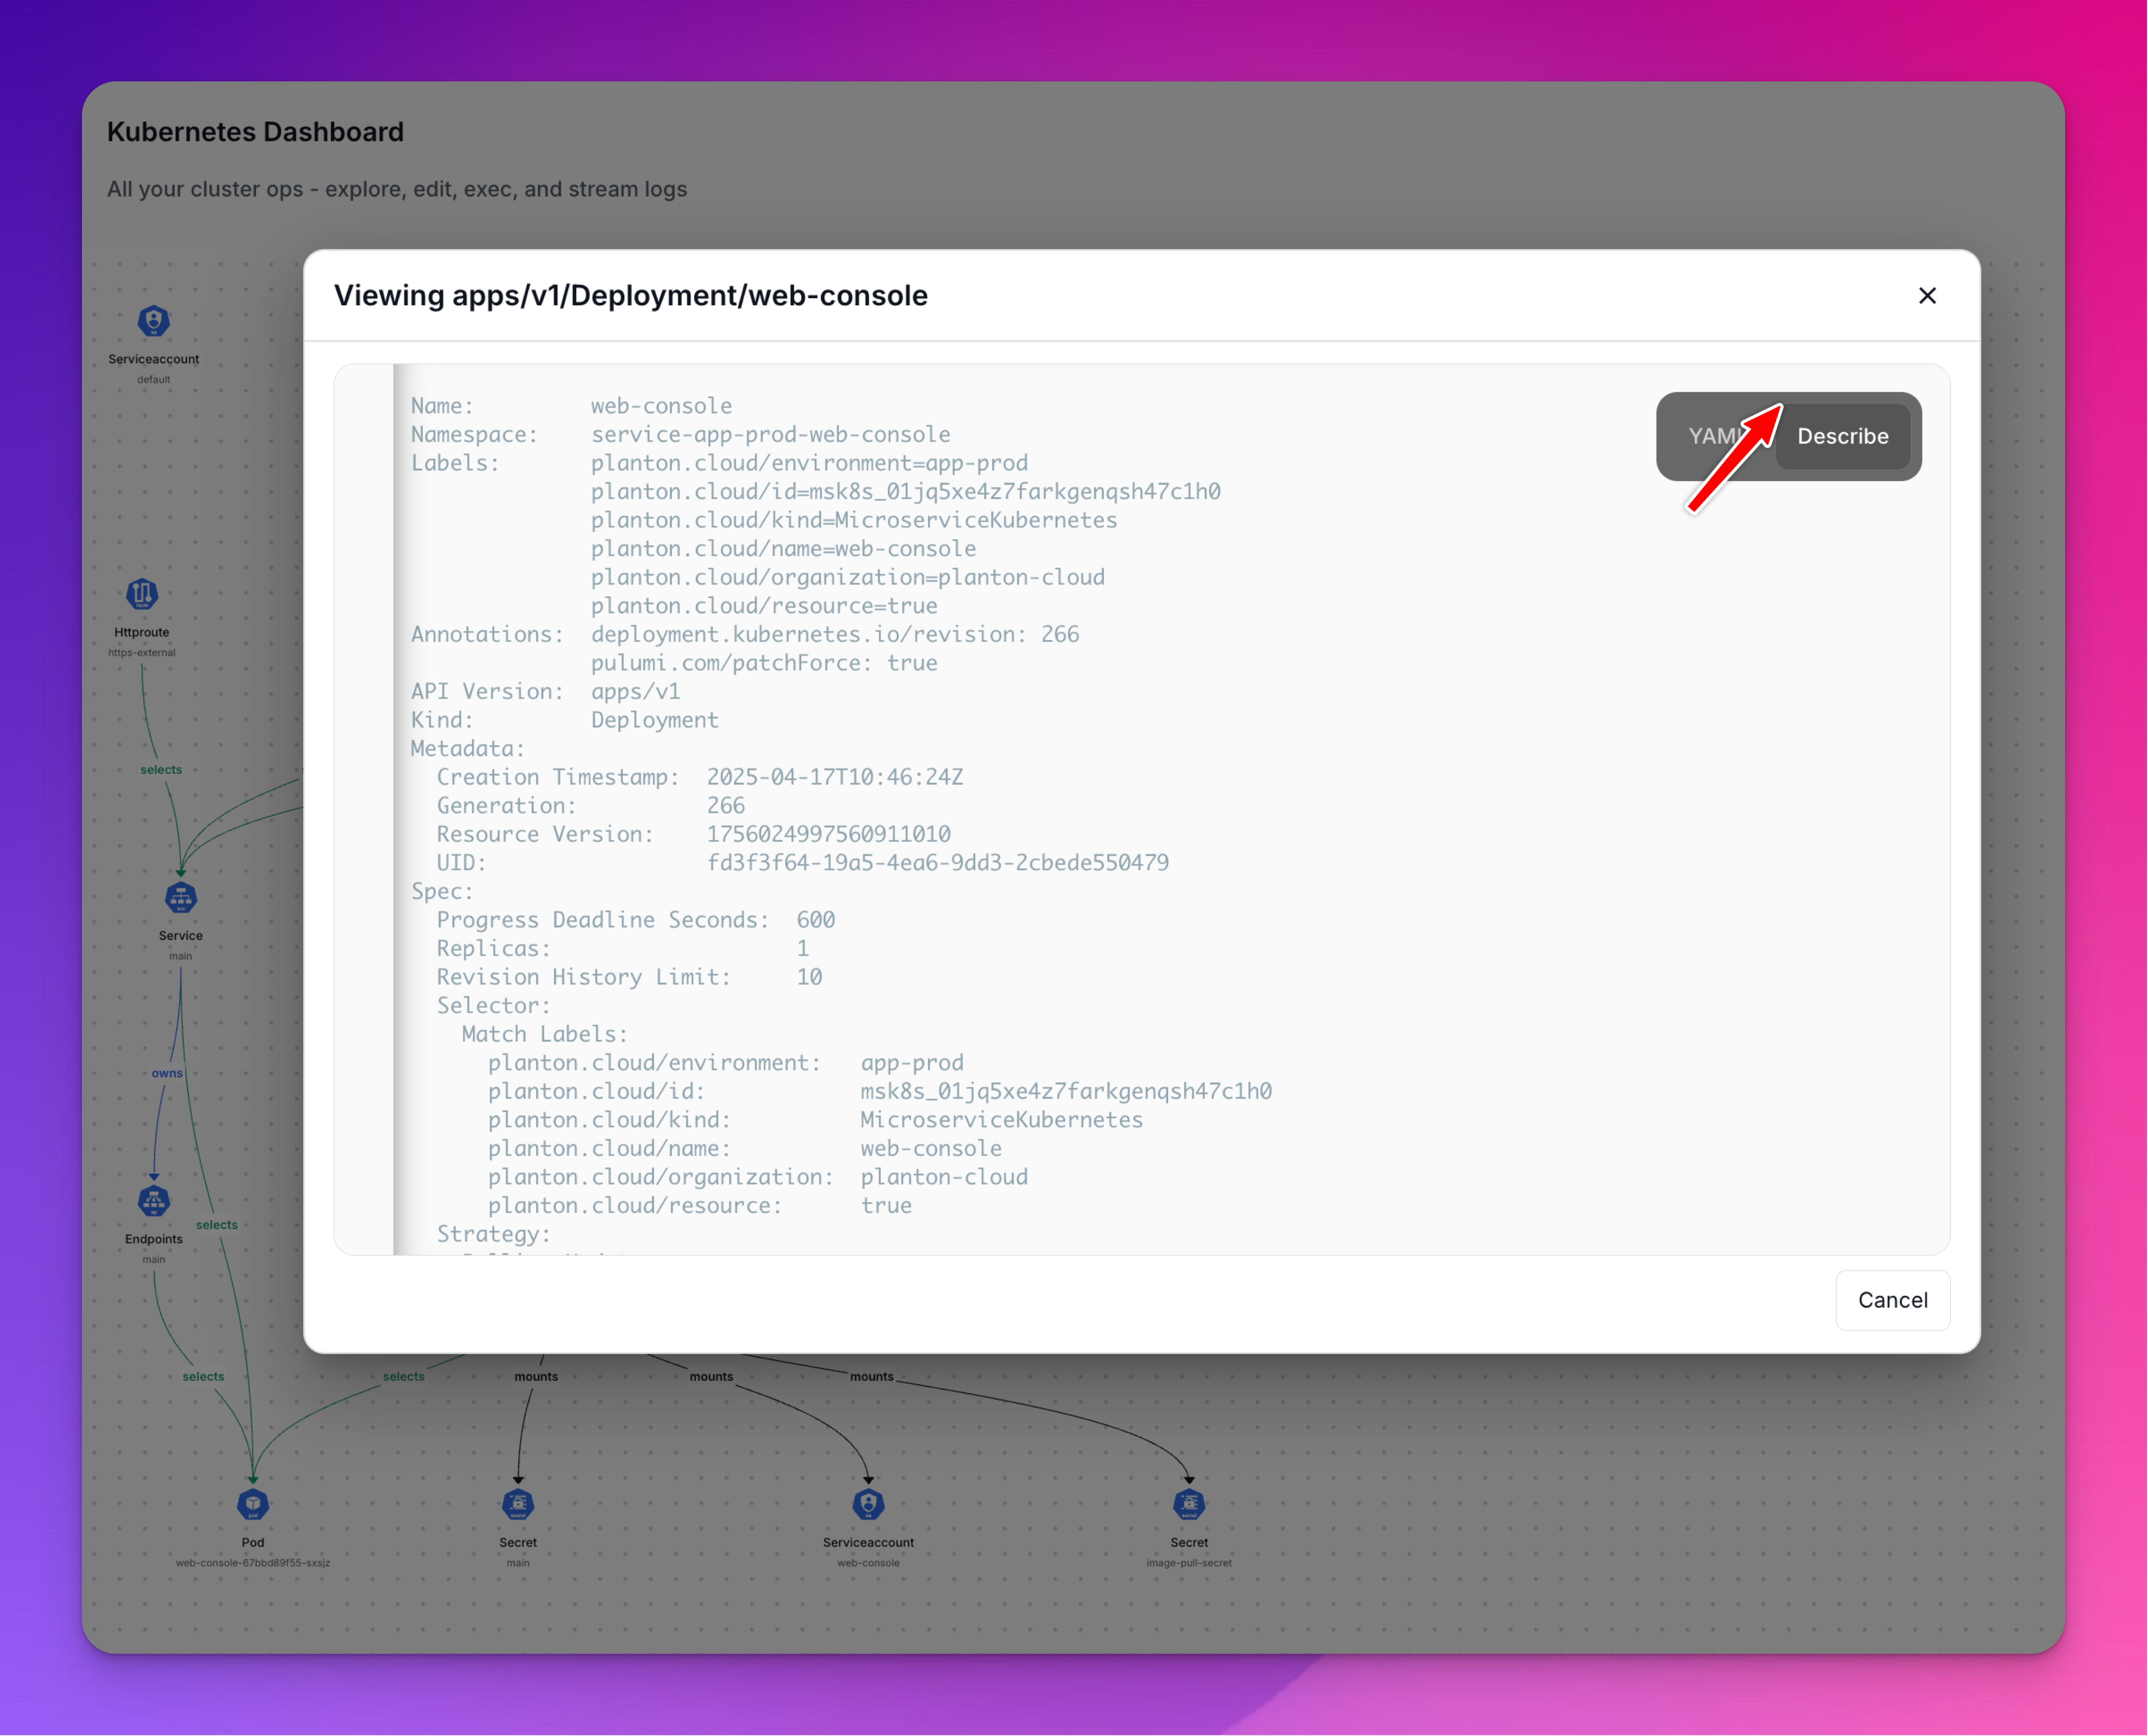 Kubernetes Dashboard
All your cluster ops - explore, edit, exec, and stream logs
Viewing apps/v1/Deployment/web-console
YAML Describe
Name: web-console
Namespace: service-app-prod-web-console
Labels: planton.cloud/environment=app-prod
planton.cloud/id=msk8s_01jq5xe4z7farkgenqsh47c1h0
planton.cloud/kind=MicroserviceKubernetes
planton.cloud/name=web-console
planton.cloud/organization=planton-cloud
planton.cloud/resource=true
Annotations: deployment.kubernetes.io/revision: 266
pulumi.com/patchForce: true
API Version: apps/v1
Kind: Deployment
Metadata:
Creation Timestamp: 2025-04-17T10:46:24Z
Generation: 266
Resource Version: 1756024997560911010
UID: fd3f3f64-19a5-4ea6-9dd3-2cbede550479
Spec:
Progress Deadline Seconds: 600
Replicas: 1
Revision History Limit: 10
Selector:
Match Labels:
planton.cloud/environment: app-prod
planton.cloud/id: msk8s_01jq5xe4z7farkgenqsh47c1h0
planton.cloud/kind: MicroserviceKubernetes
planton.cloud/name: web-console
planton.cloud/organization: planton-cloud
planton.cloud/resource: true
Strategy:
Cancel
Serviceaccount
default
Httproute
https-external
selects
Service
main
owns
Endpoints
main
selects
selects
selects
mounts
mounts
mounts
Pod
web-console-67bbd89f55-sxsjz
Secret
main
Serviceaccount
web-console
Secret
image-pull-secret